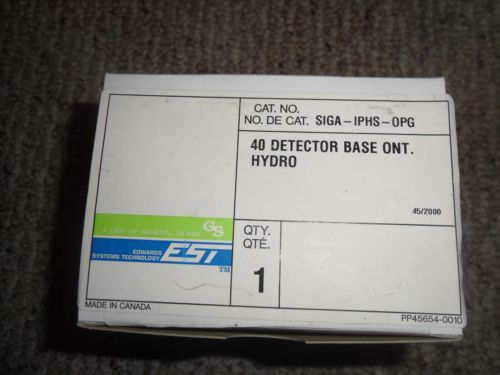 CAT. NO.
NO. DE CAT. SIGA-IPHS-OPG
40 DETECTOR BASE ONT.
HYDRO
45/2000
GS
A UNIT OF GENERAL SIGNAL
EDWARDS
SYSTEMS TECHNOLOGY
EST
TM
QTY.
QTÉ.
1
MADE IN CANADA
PP45654-0010